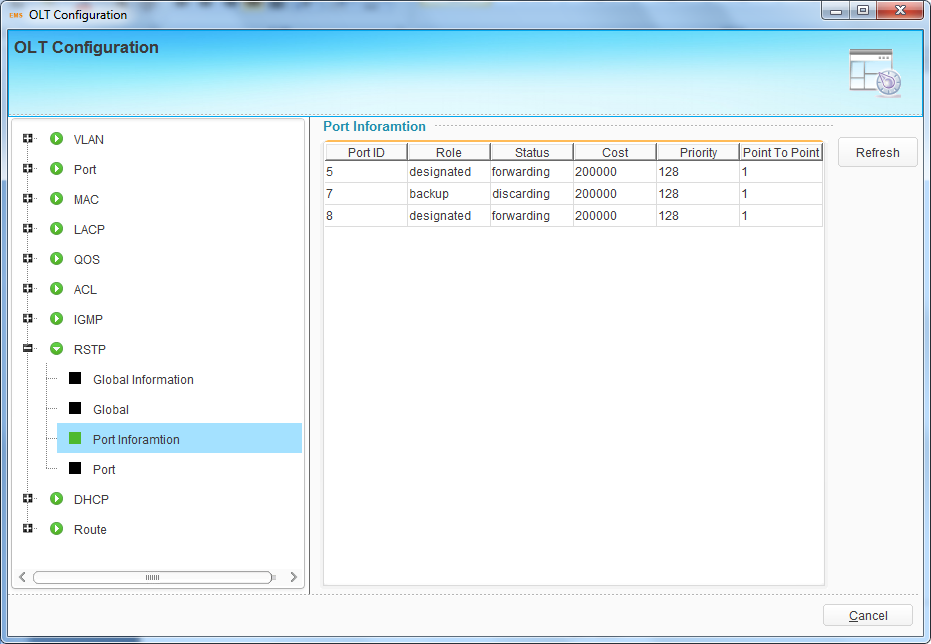 EMS OLT Configuration
OLT Configuration
VLAN
Port
MAC
LACP
QOS
ACL
IGMP
RSTP
Global Information
Global
Port Inforamtion
Port
DHCP
Route
Port Inforamtion
Port ID Role Status Cost Priority Point To Point
5 designated forwarding 200000 128 1
7 backup discarding 200000 128 1
8 designated forwarding 200000 128 1
Refresh
Cancel